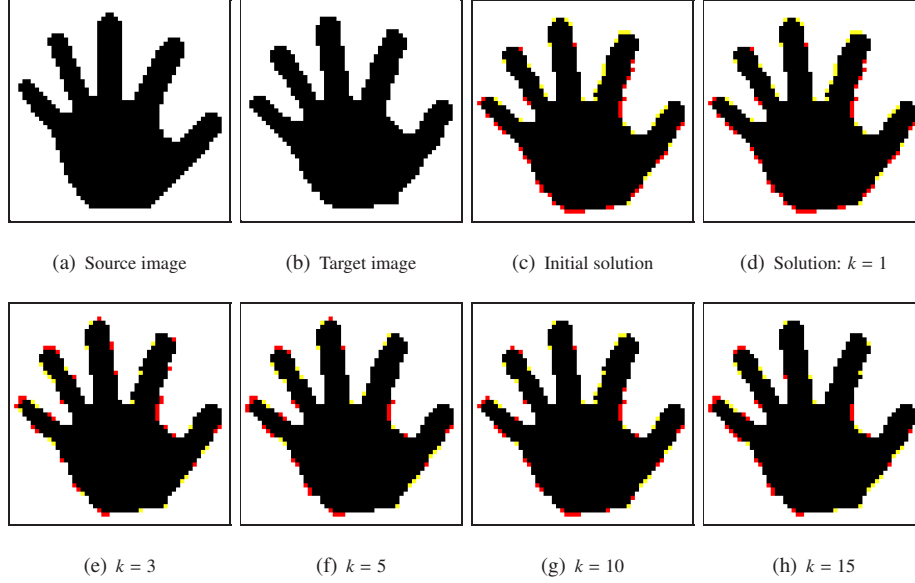 (a) Source image
(b) Target image
(c) Initial solution
(d) Solution: k = 1
(e) k = 3
(f) k = 5
(g) k = 10
(h) k = 15